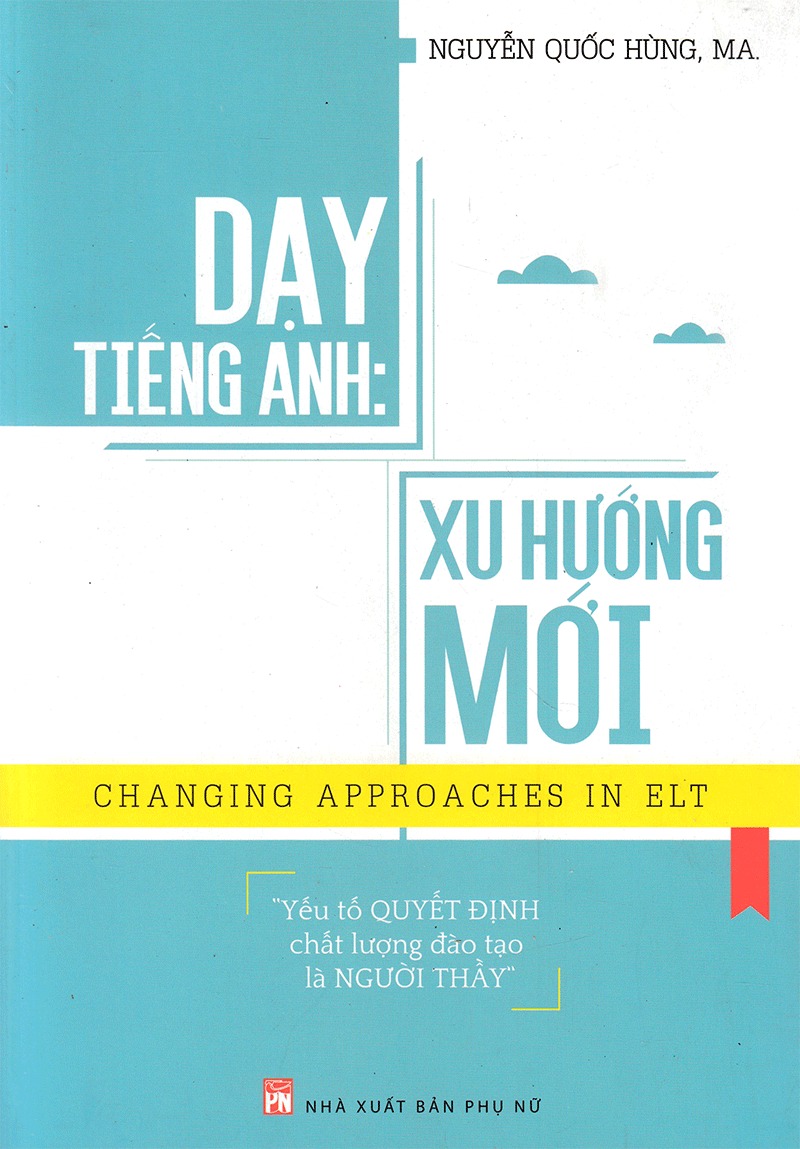 NGUYỄN QUỐC HÙNG, MA.
DẠY
TIẾNG ANH:
XU HƯỚNG
MỚI
CHANGING APPROACHES IN ELT
"Yếu tố QUYẾT ĐỊNH
chất lượng đào tạo
là NGƯỜI THẦY"
PN
NHÀ XUẤT BẢN PHỤ NỮ